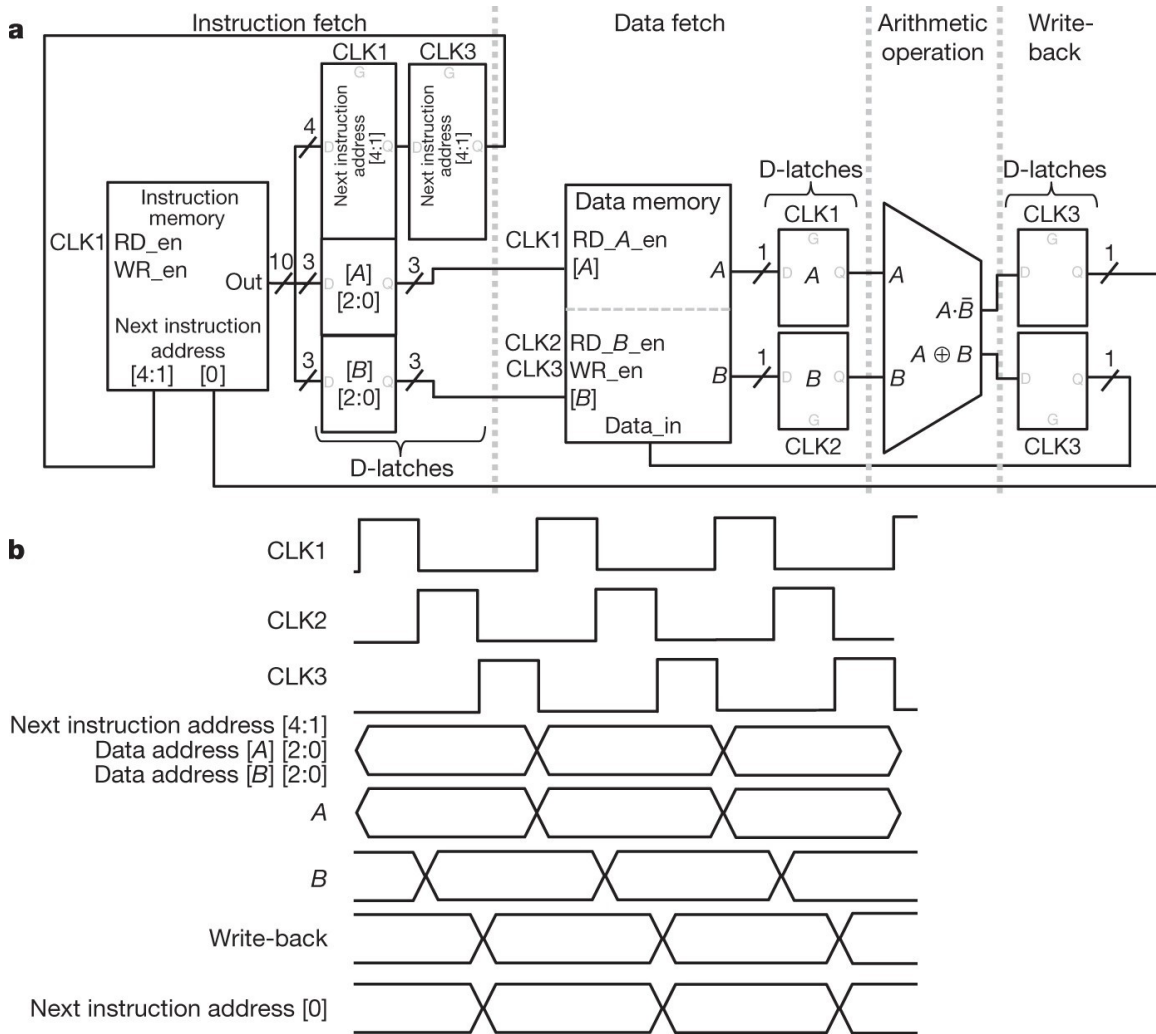 a
Instruction fetch
Data fetch
Arithmetic
operation
Write-
back
CLK1
CLK3
G
Next instruction
address
[4:1]
D
Q
G
Next instruction
address
[4:1]
D
Q
4
Instruction
memory
CLK1
RD_en
WR_en
Out
Next instruction
address
[4:1] [0]
10
3
D
[A]
[2:0]
Q
3
3
D
[B]
[2:0]
Q
3
D-latches
Data memory
CLK1
RD_A_en
[A]
A
CLK2
RD_B_en
CLK3
WR_en
[B]
B
Data_in
D-latches
CLK1
1
G
D
A
Q
1
D
B
Q
G
CLK2
A
B
A·B̄
A ⊕ B
D-latches
CLK3
G
D
Q
1
D
Q
G
1
CLK3
b
CLK1
CLK2
CLK3
Next instruction address [4:1]
Data address [A] [2:0]
Data address [B] [2:0]
A
B
Write-back
Next instruction address [0]